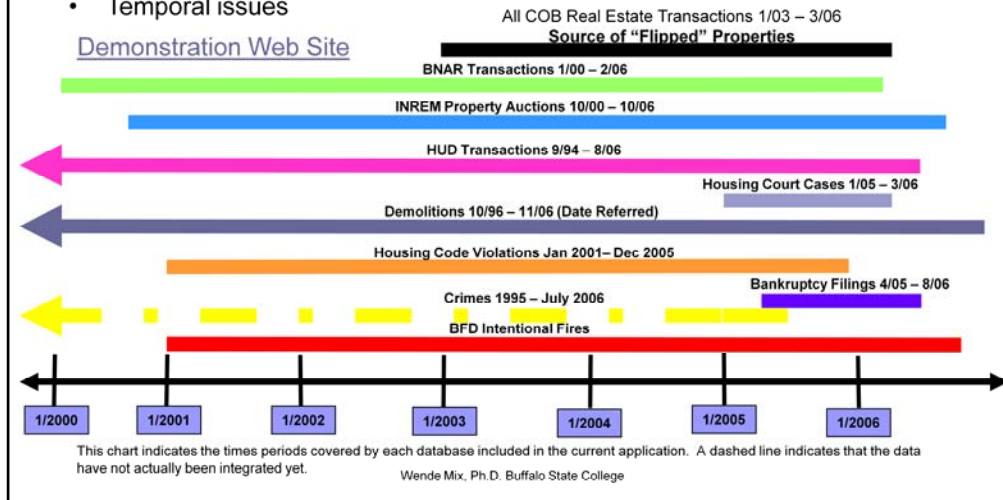 • Temporal issues
Demonstration Web Site
All COB Real Estate Transactions 1/03 – 3/06
Source of “Flipped” Properties
BNAR Transactions 1/00 – 2/06
INREM Property Auctions 10/00 – 10/06
HUD Transactions 9/94 – 8/06
Housing Court Cases 1/05 – 3/06
Demolitions 10/96 – 11/06 (Date Referred)
Housing Code Violations Jan 2001– Dec 2005
Bankruptcy Filings 4/05 – 8/06
Crimes 1995 – July 2006
BFD Intentional Fires
1/2000 1/2001 1/2002 1/2003 1/2004 1/2005 1/2006
This chart indicates the times periods covered by each database included in the current application. A dashed line indicates that the data
have not actually been integrated yet.
Wende Mix, Ph.D. Buffalo State College